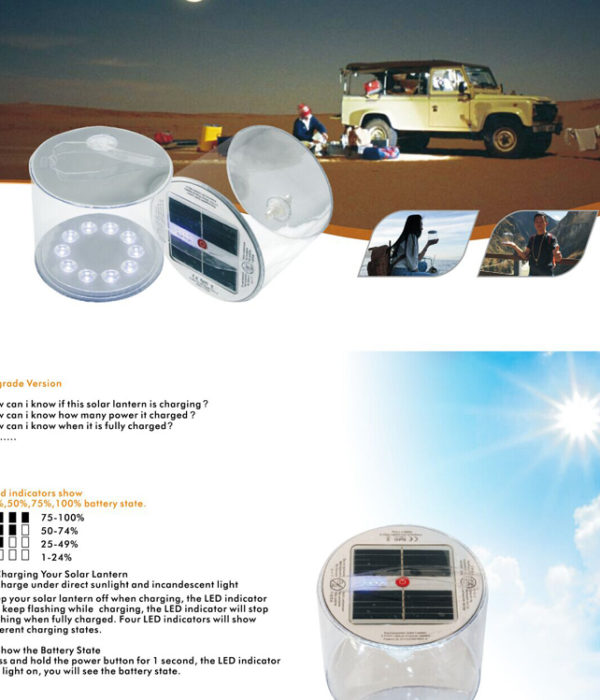 grade Version
w can i know if this solar lantern is charging?
w can i know how many power it charged?
w can i know when it is fully charged?
.....
d indicators show
%,50%,75%,100% battery state.
75-100%
50-74%
25-49%
1-24%
Charging Your Solar Lantern
harge under direct sunlight and incandescent light
ep your solar lantern off when charging, the LED indicator
keep flashing while charging, the LED indicator will stop
hing when fully charged. Four LED indicators will show
erent charging states.
how the Battery State
ss and hold the power button for 1 second, the LED indicator
light on, you will see the battery state.